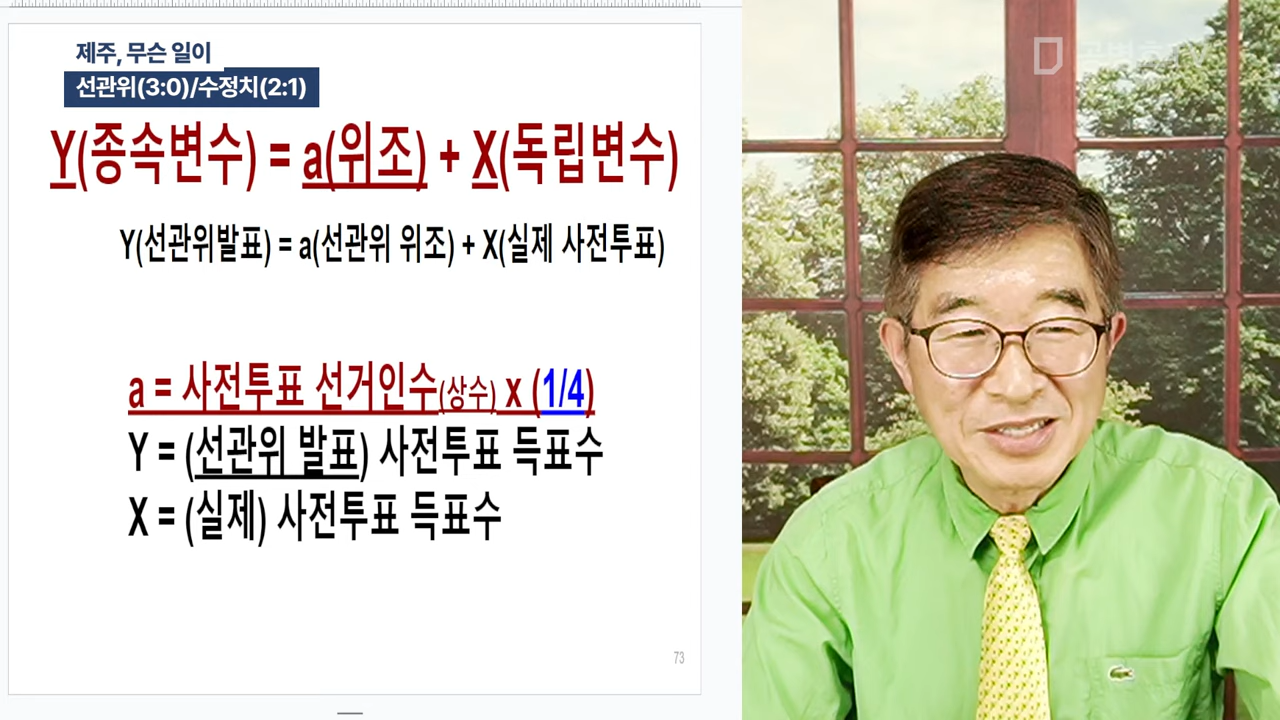 제주, 무슨 일이
선관위(3:0)/수정치(2:1)
Y(종속변수) = a(위조) + X(독립변수)
Y(선관위발표) = a(선관위 위조) + X(실제 사전투표)
a = 사전투표 선거인수(상수) x (1/4)
Y = (선관위 발표) 사전투표 득표수
X = (실제) 사전투표 득표수
73